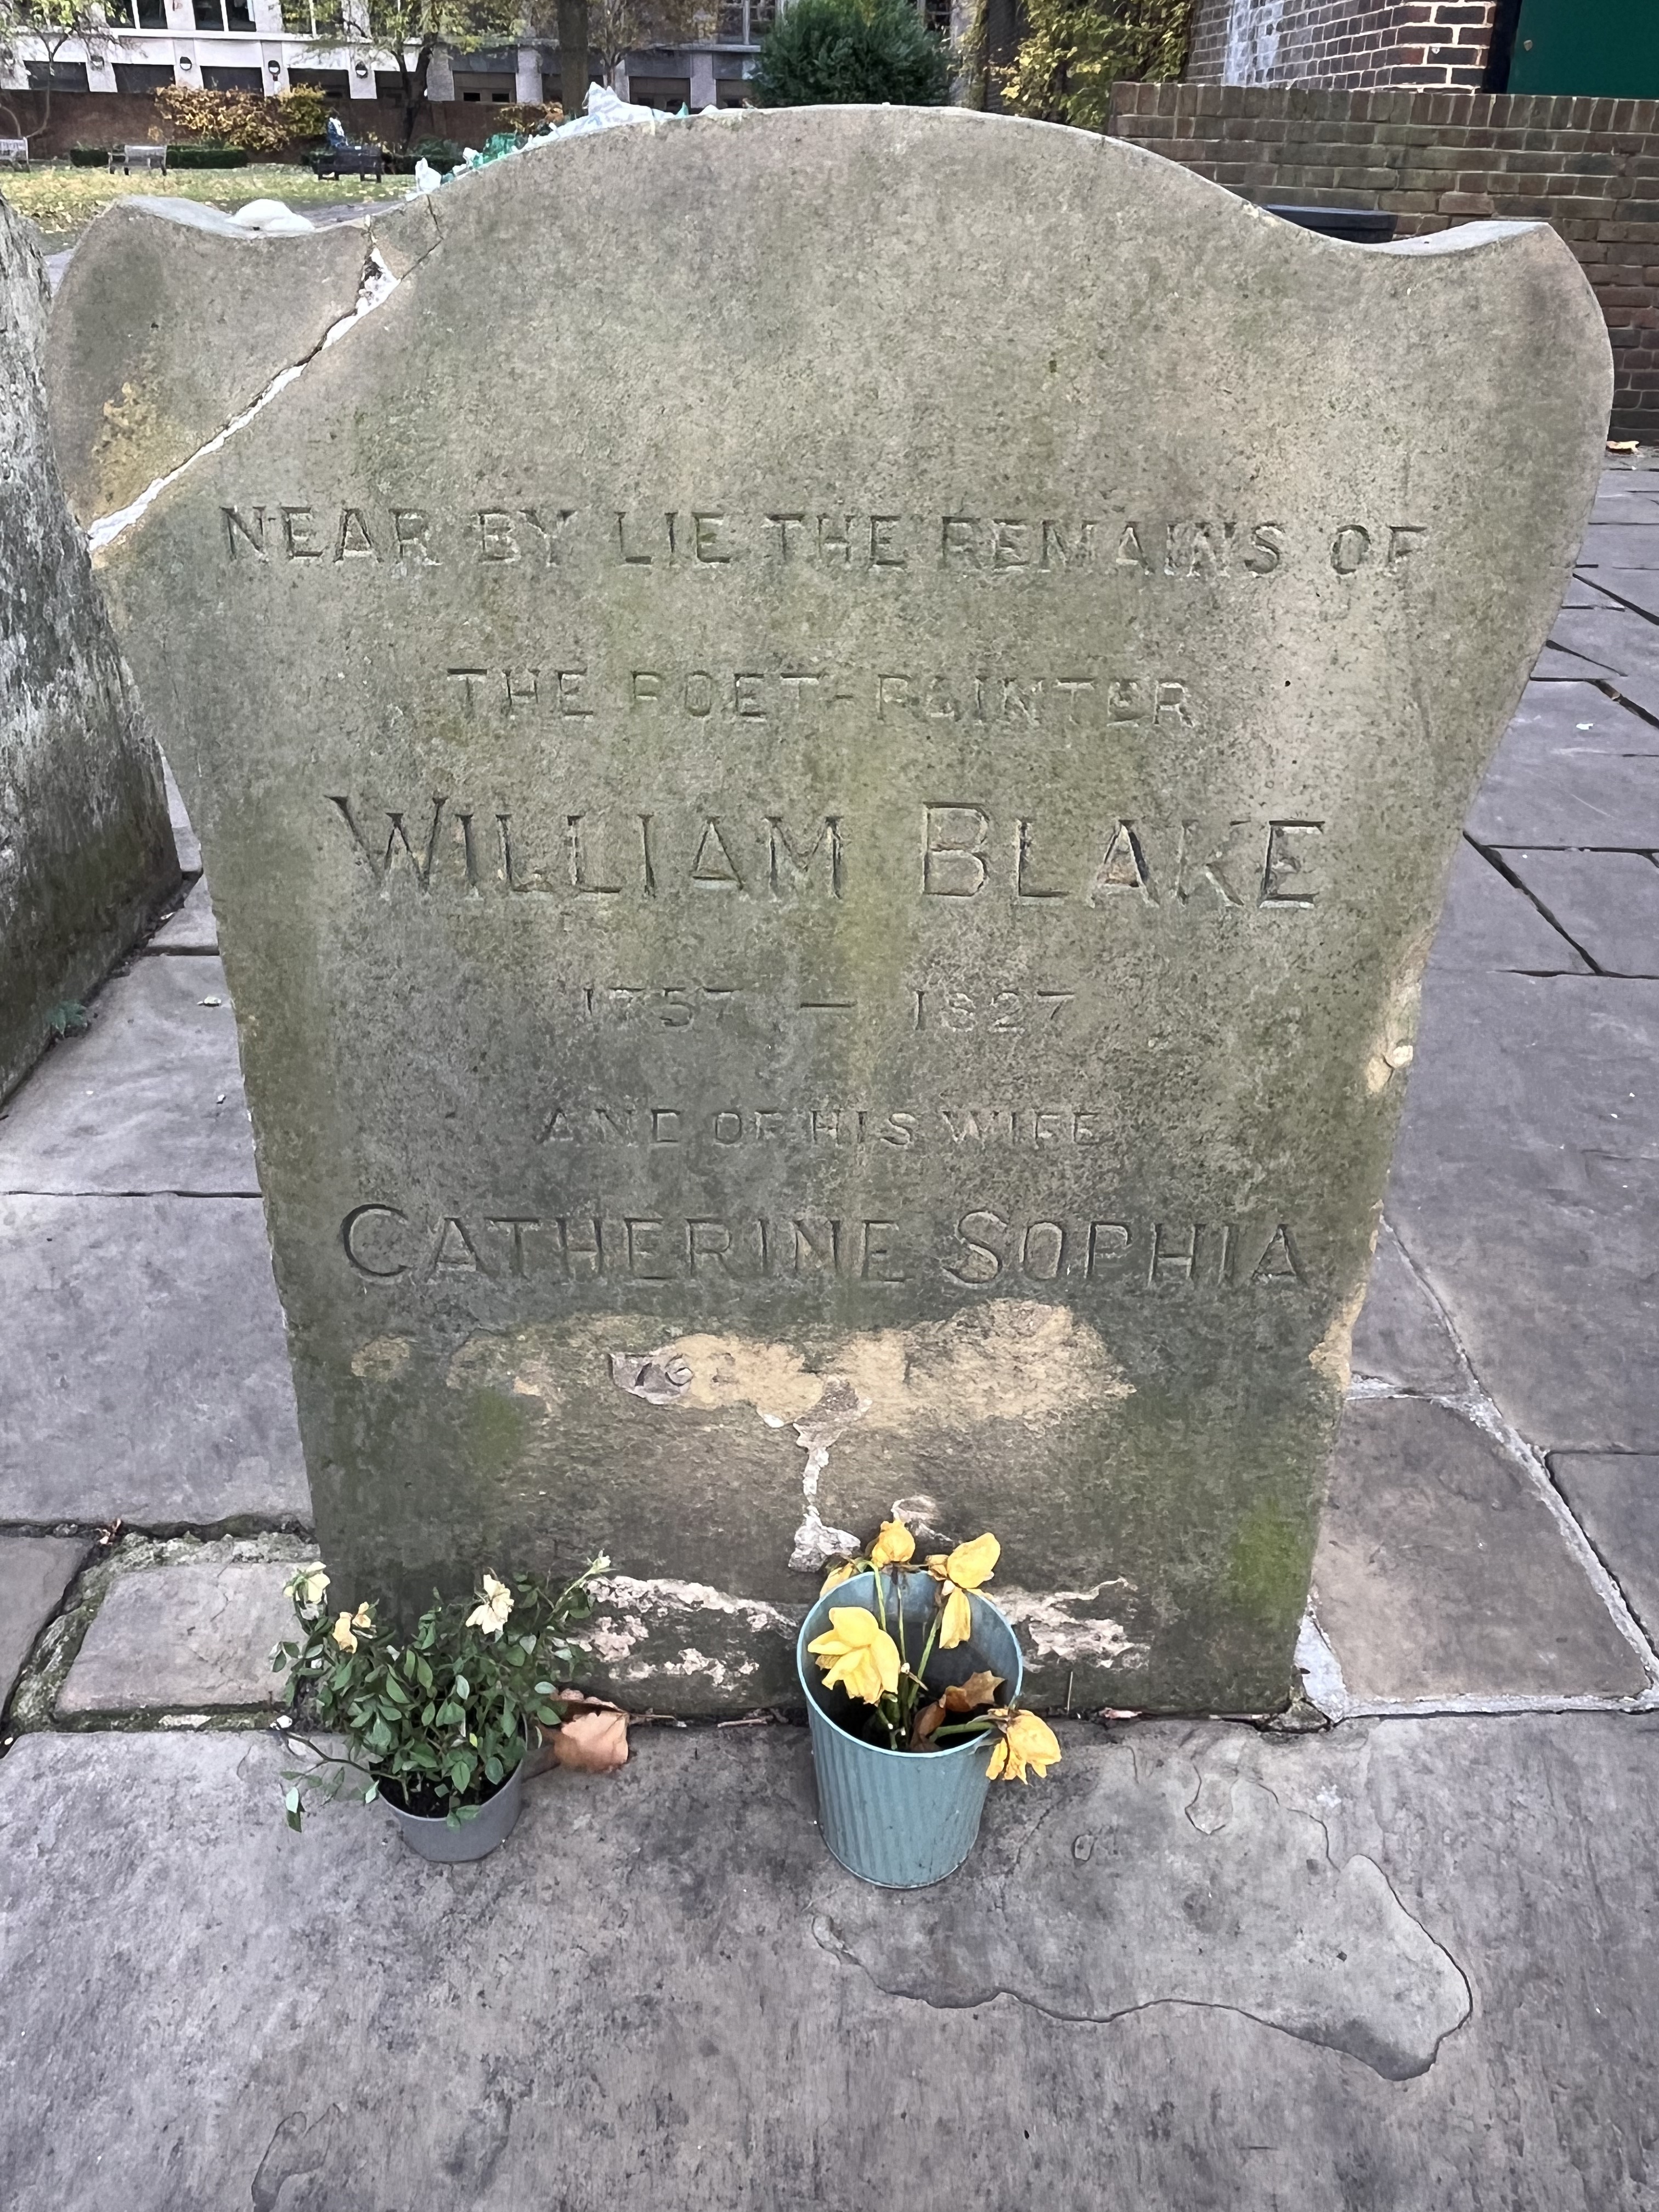 NEAR BY LIE THE REMAINS OF
THE POET-PAINTER
WILLIAM BLAKE
1757 — 1827
AND OF HIS WIFE
CATHERINE SOPHIA